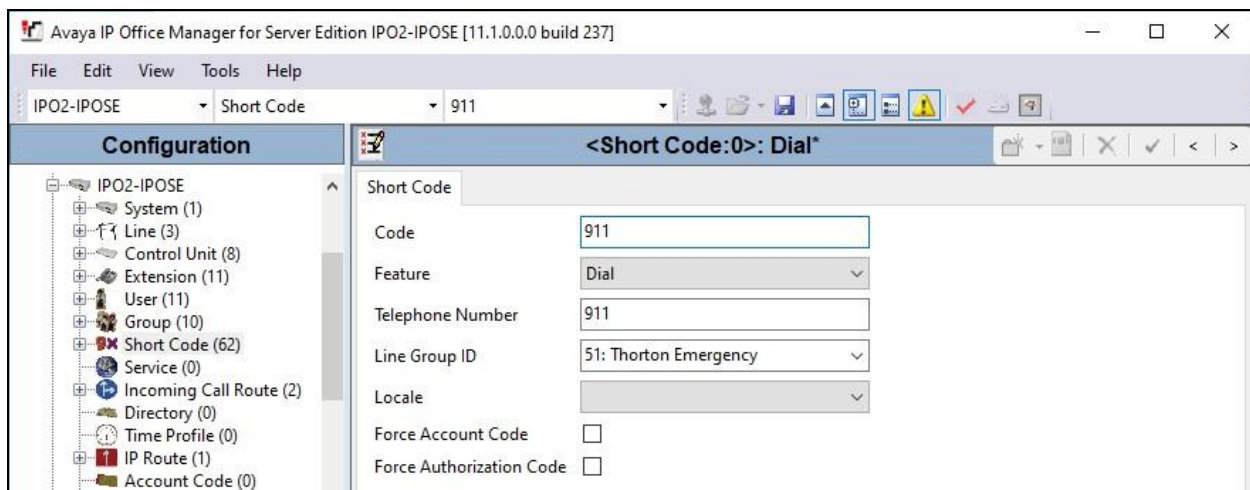 Avaya IP Office Manager for Server Edition IPO2-IPOSE [11.1.0.0.0 build 237]
File Edit View Tools Help
IPO2-IPOSE Short Code 911
Configuration
<Short Code:0>: Dial*
IPO2-IPOSE
System (1)
Line (3)
Control Unit (8)
Extension (11)
User (11)
Group (10)
Short Code (62)
Service (0)
Incoming Call Route (2)
Directory (0)
Time Profile (0)
IP Route (1)
Account Code (0)
Short Code
Code 911
Feature Dial
Telephone Number 911
Line Group ID 51: Thorton Emergency
Locale
Force Account Code
Force Authorization Code